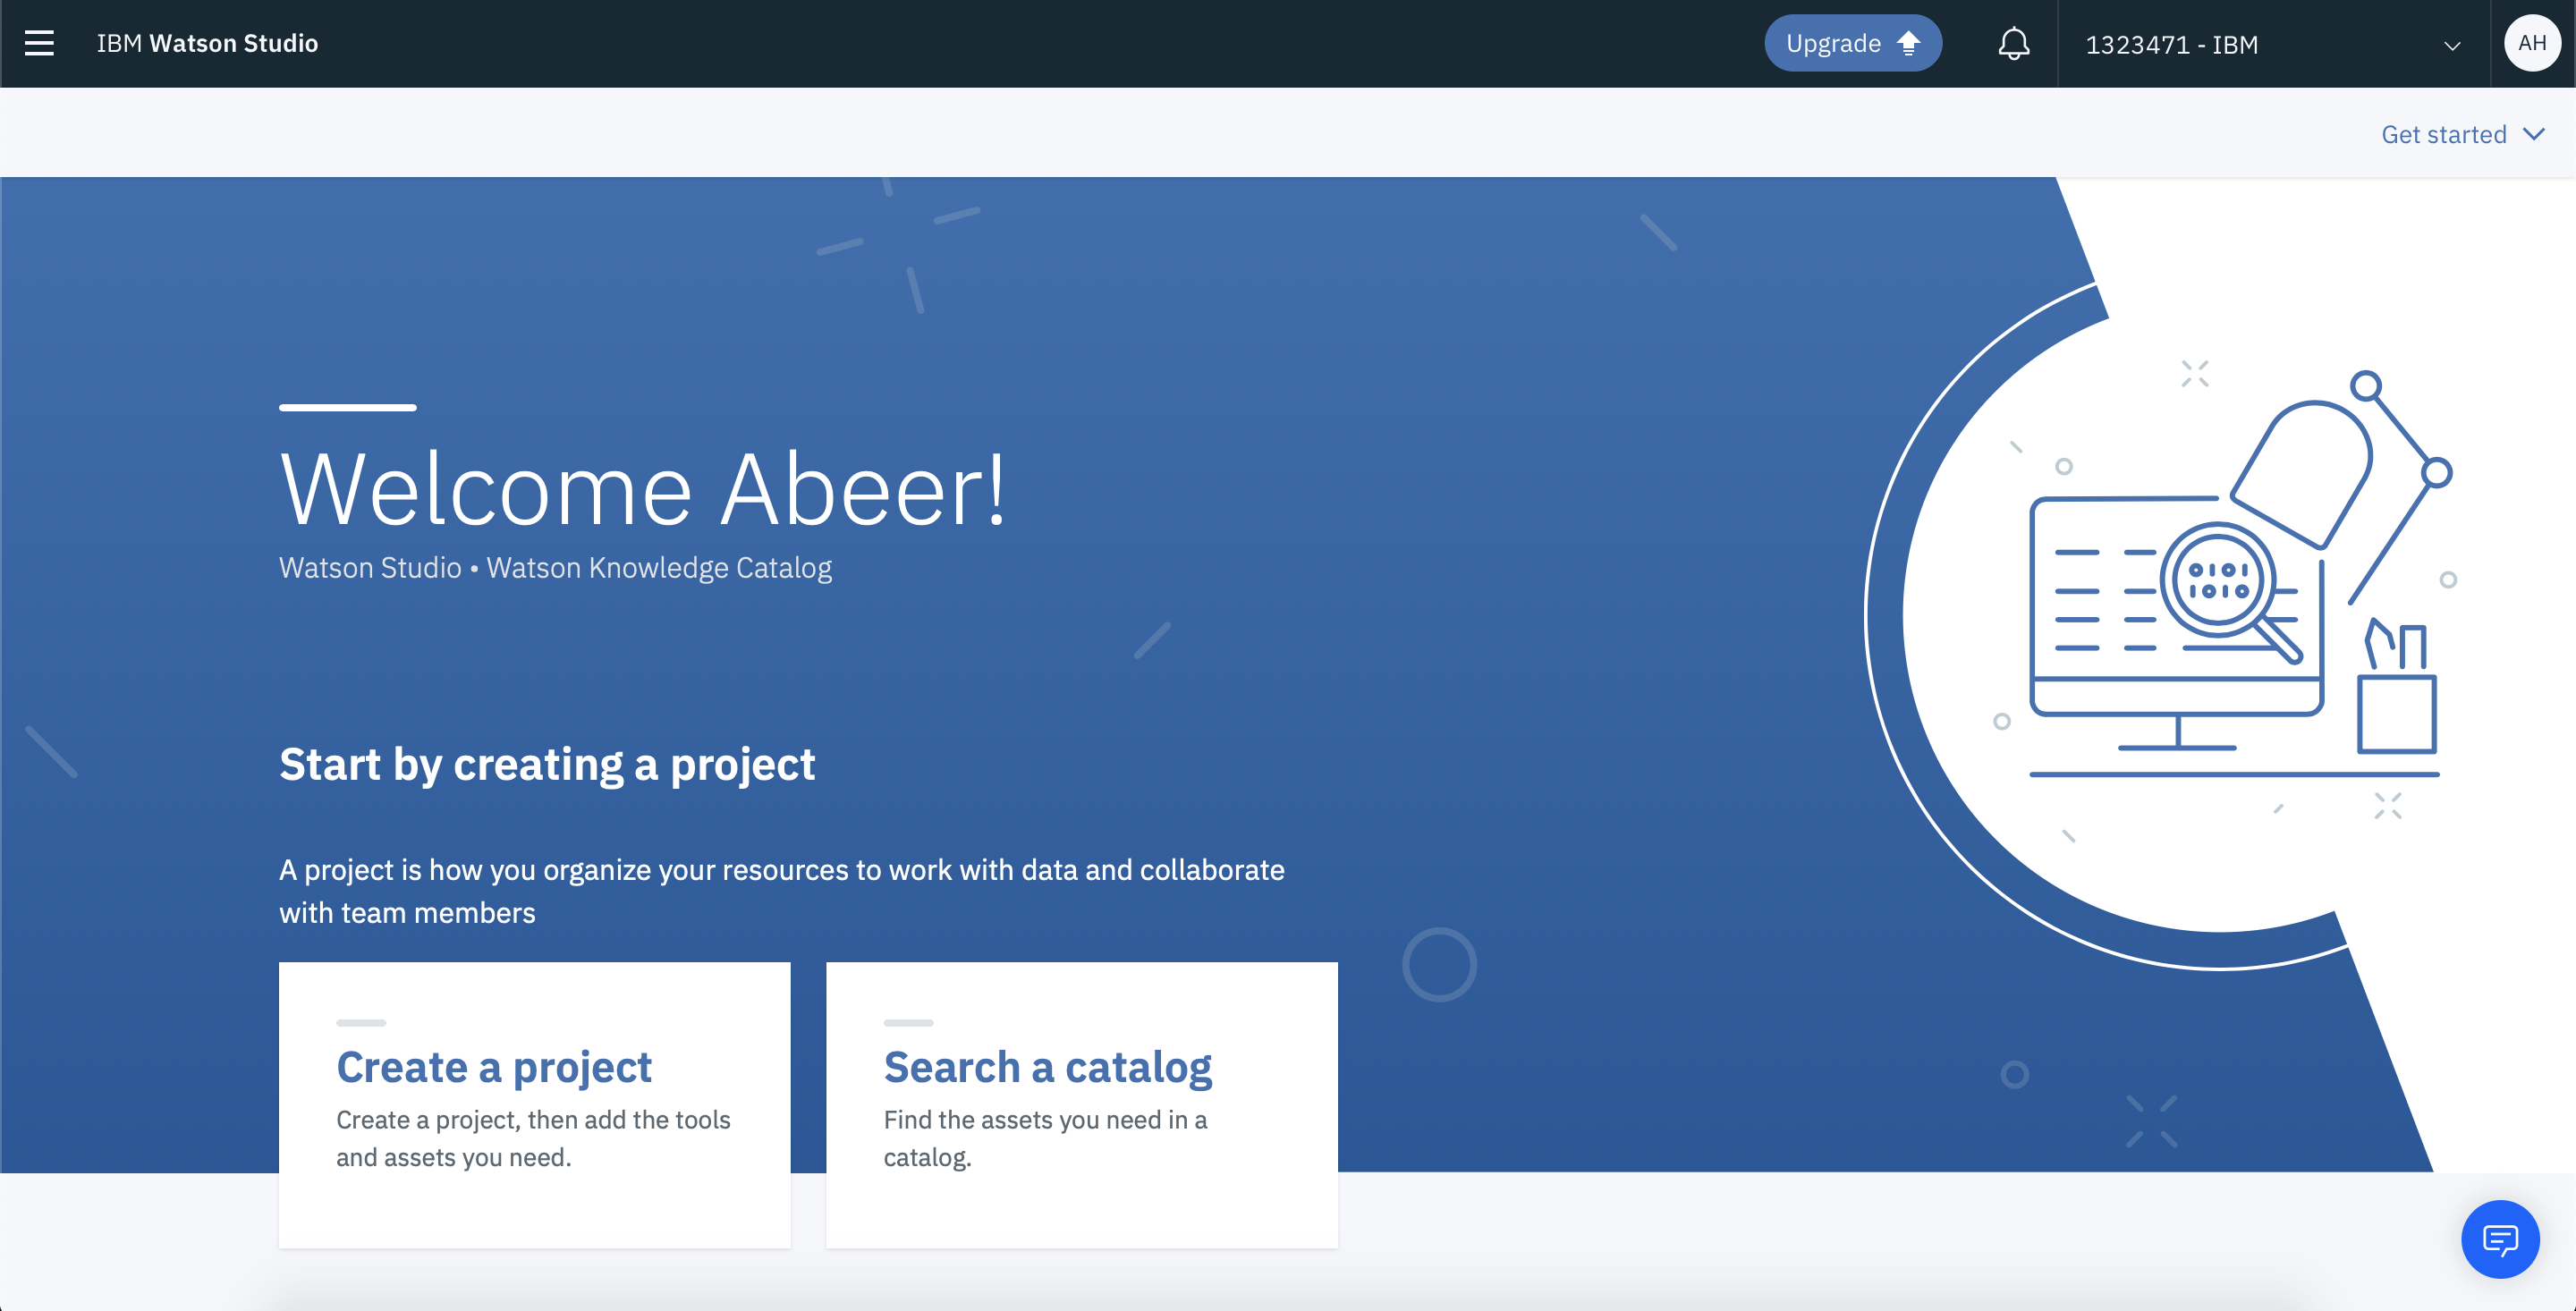 IBM Watson Studio
Upgrade
1323471 - IBM
AH
Get started
Welcome Abeer!
Watson Studio • Watson Knowledge Catalog
Start by creating a project
A project is how you organize your resources to work with data and collaborate
with team members
Create a project
Create a project, then add the tools
and assets you need.
Search a catalog
Find the assets you need in a
catalog.